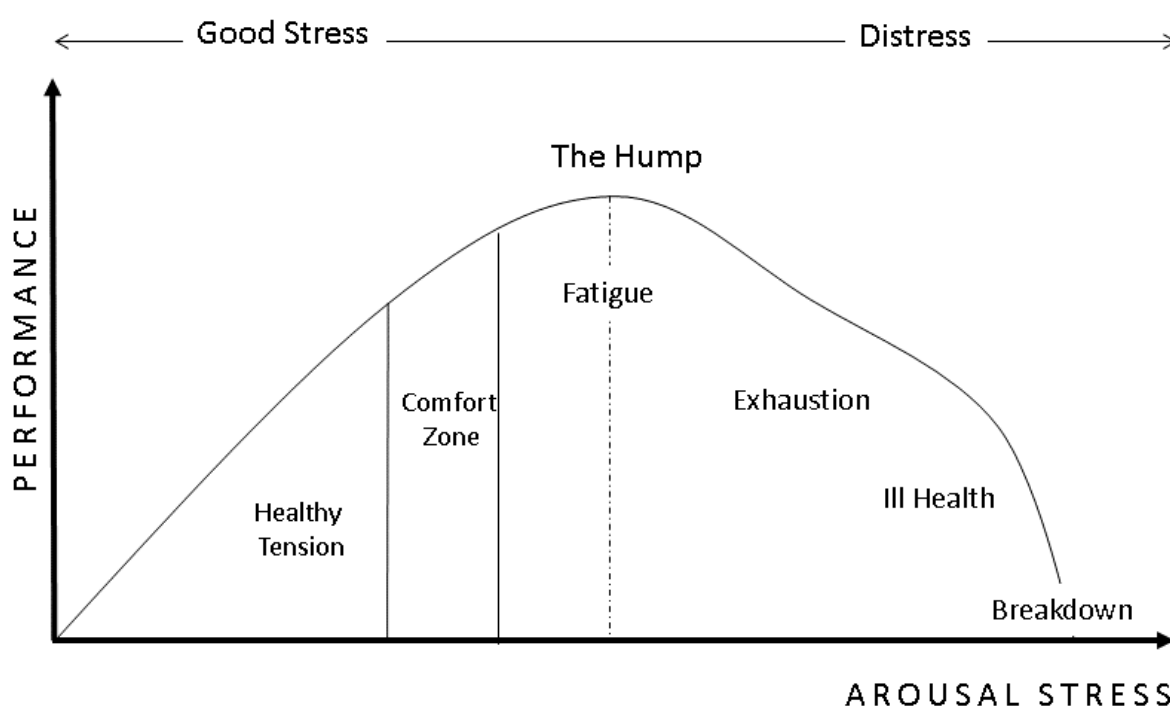 Good Stress
Distress
The Hump
PERFORMANCE
Fatigue
Comfort
Zone
Exhaustion
Healthy
Tension
Ill Health
Breakdown
AROUSAL STRESS